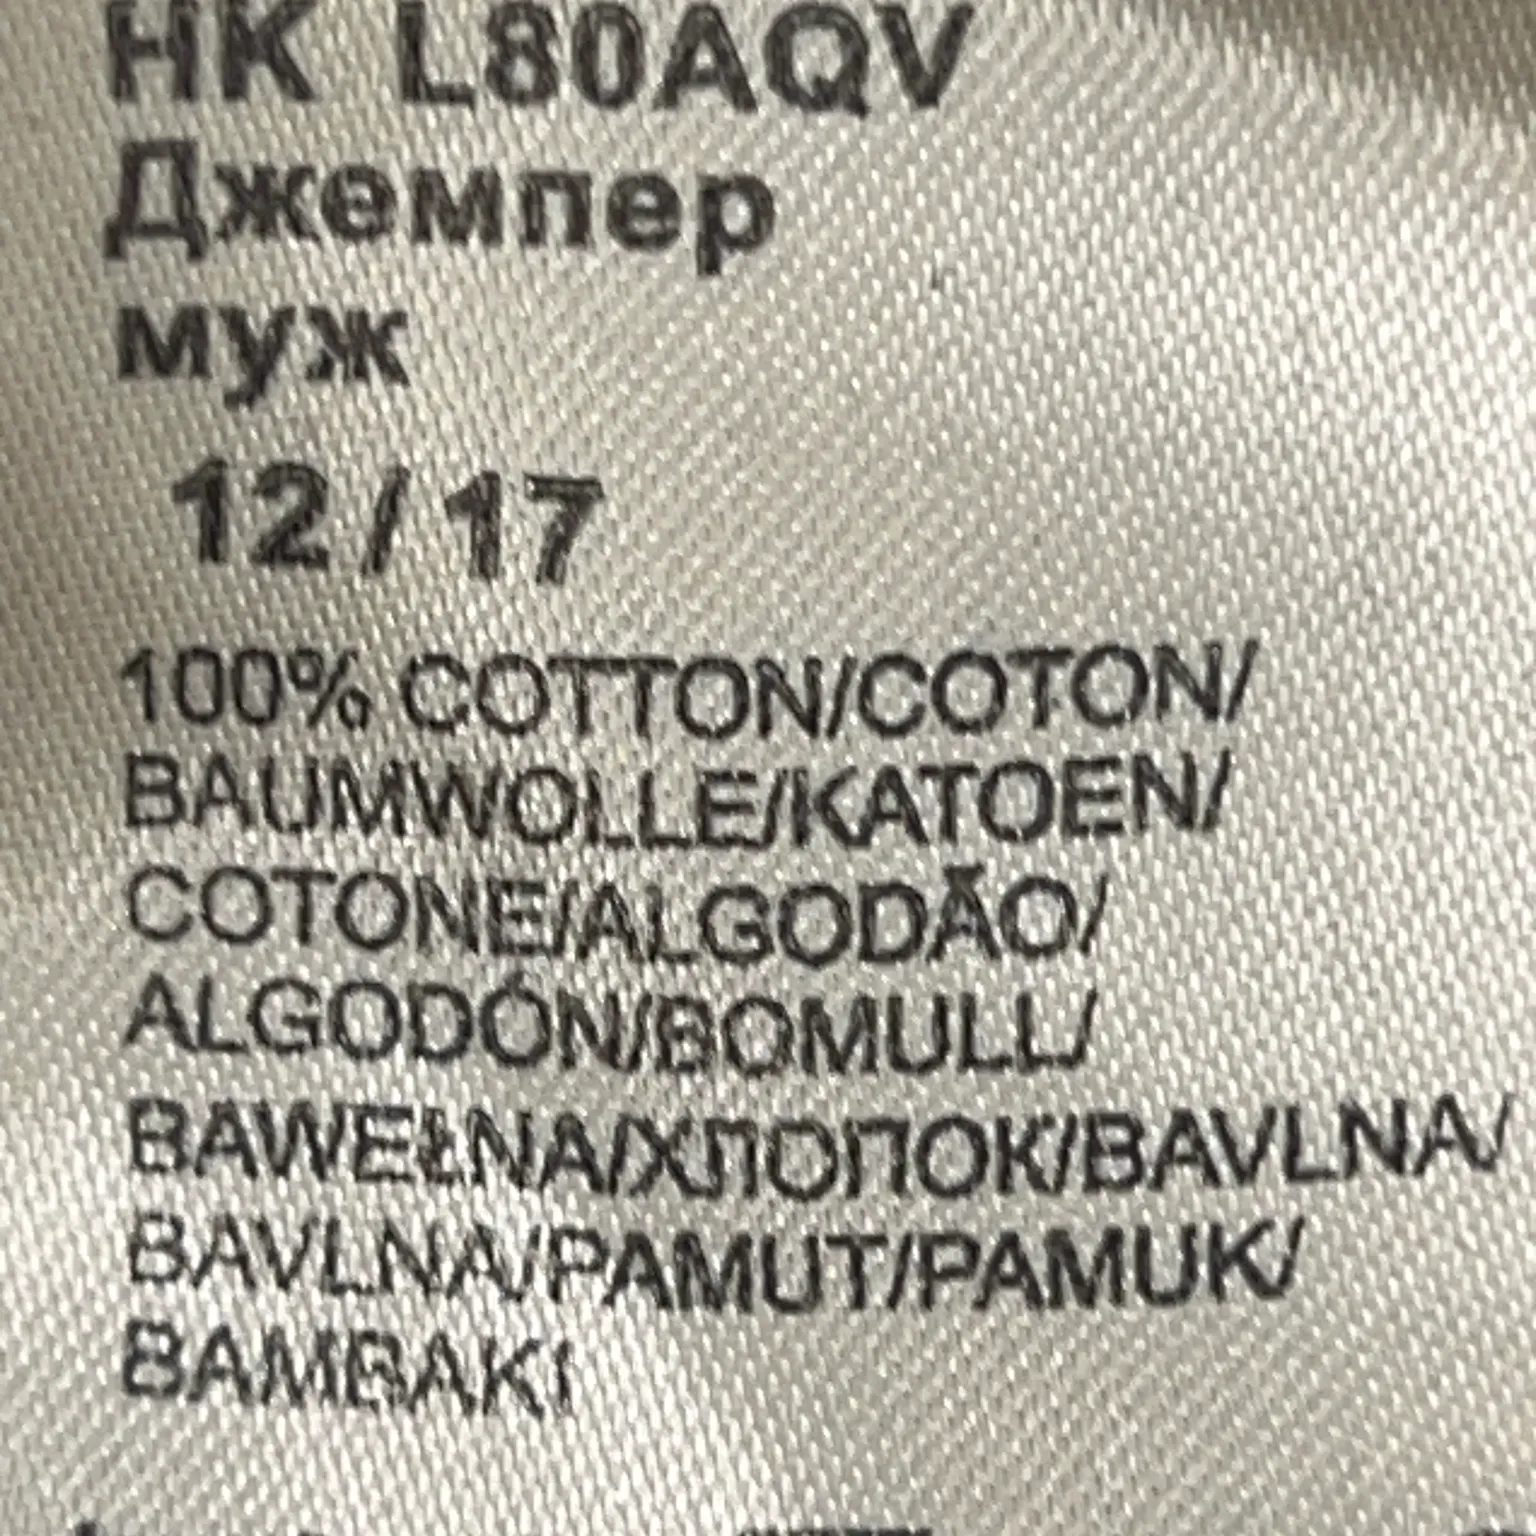 HK L80AQV
Джемпер
муж
12 / 17
100% COTTON/COTON/
BAUMWOLLE/KATOEN/
COTONE/ALGODÃO/
ALGODÓN/BOMULL/
BAWEŁNA/ХЛОПОК/BAVLNA/
BAVLNA/PAMUT/PAMUK/
BAMBAKI